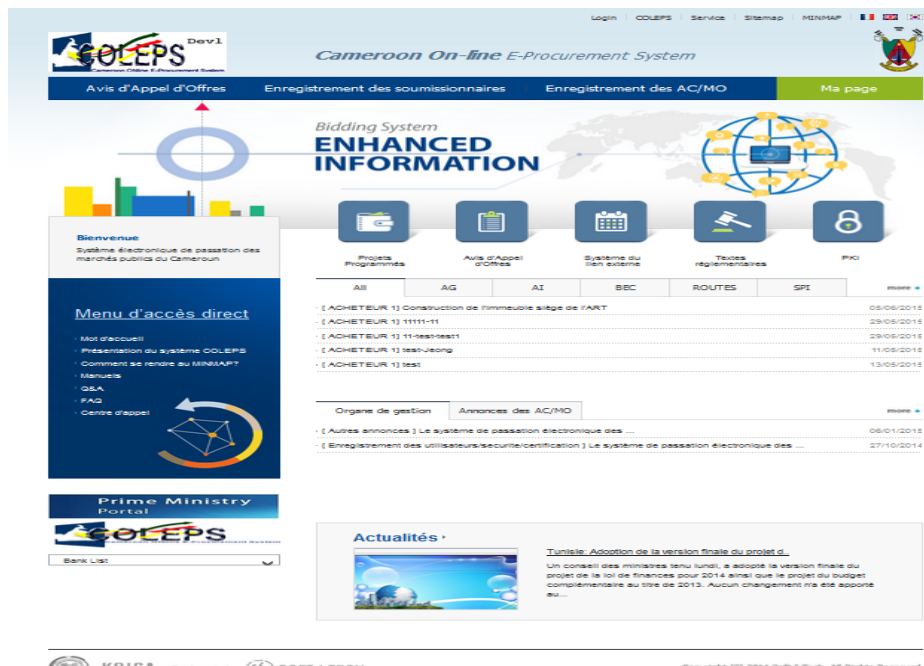 Login COLEPS Service Sitemap MINMAP
COLEPS Dev1
Cameroon Online E-Procurement System
Cameroon On-line E-Procurement System
Avis d'Appel d'Offres Enregistrement des soumissionnaires Enregistrement des AC/MO Ma page
Bidding System
ENHANCED
INFORMATION
Bienvenue
Système électronique de passation des
marchés publics du Cameroun
Projets
Programmés
Avis d'Appel
d'Offres
Système du
lien externe
Textes
réglementaires
PKI
All AG AI BEC ROUTES SPI more +
[ ACHETEUR 1] Construction de l'immeuble siège de l'ART 05/06/2015
[ ACHETEUR 1] 11111-11 29/05/2015
[ ACHETEUR 1] 11-test-test1 29/05/2015
[ ACHETEUR 1] test-Jeong 11/05/2015
[ ACHETEUR 1] test 13/05/2015
Menu d'accès direct
Mot d'accueil
Présentation du système COLEPS
Comment se rendre au MINMAP?
Manuels
Q&A
FAQ
Centre d'appel
Organe de gestion Annonces des AC/MO more +
[ Autres annonces ] Le système de passation électronique des ... 06/01/2015
[ Enregistrement des utilisateurs/securite/certification ] Le système de passation électronique des ... 27/10/2014
Prime Ministry
Portal
COLEPS
Bank List
Actualités
Tunisie: Adoption de la version finale du projet d..
Un conseil des ministres tenu lundi, a adopté la version finale du
projet de la loi de finances pour 2014 ainsi que le projet du budget
complémentaire au titre de 2013. Aucun changement n'a été apporté
au...